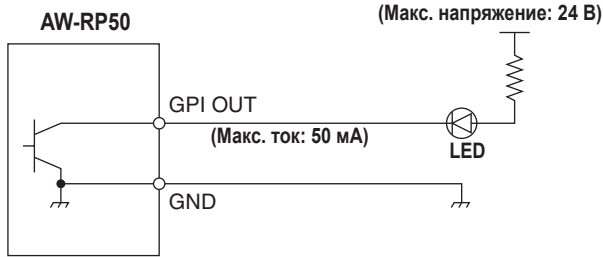 (Макс. напряжение: 24 В)
AW-RP50
GPI OUT
(Макс. ток: 50 мА)
LED
GND